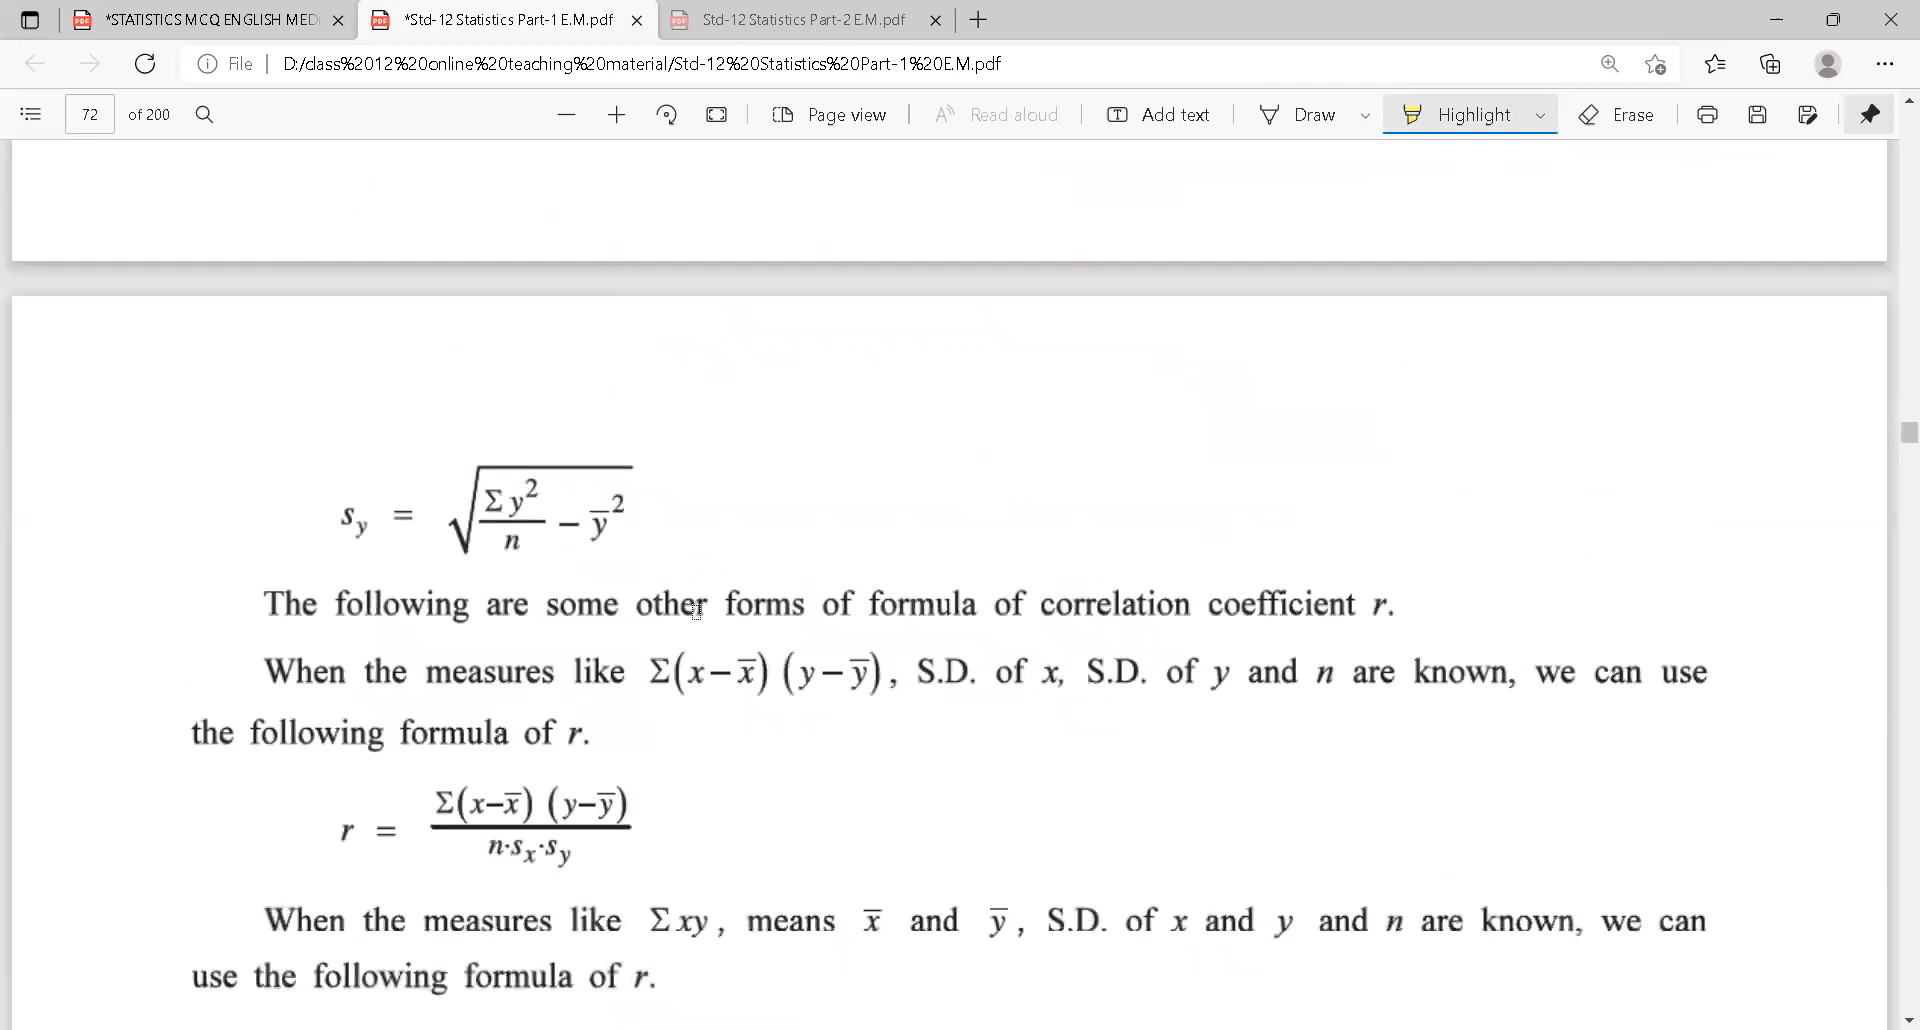 *STATISTICS MCQ ENGLISH MEDI
*Std-12 Statistics Part-1 E.M.pdf
Std-12 Statistics Part-2 E.M.pdf
File | D:/class%2012%20online%20teaching%20material/Std-12%20Statistics%20Part-1%20E.M.pdf
72 of 200
Page view
Read aloud
Add text
Draw
Highlight
Erase
s_y = √(Σy²/n − y̅²)
The following are some other forms of formula of correlation coefficient r.
When the measures like Σ(x−x̅) (y−y̅), S.D. of x, S.D. of y and n are known, we can use
the following formula of r.
r = Σ(x−x̅) (y−y̅) / n·s_x·s_y
When the measures like Σxy, means x̅ and y̅, S.D. of x and y and n are known, we can
use the following formula of r.